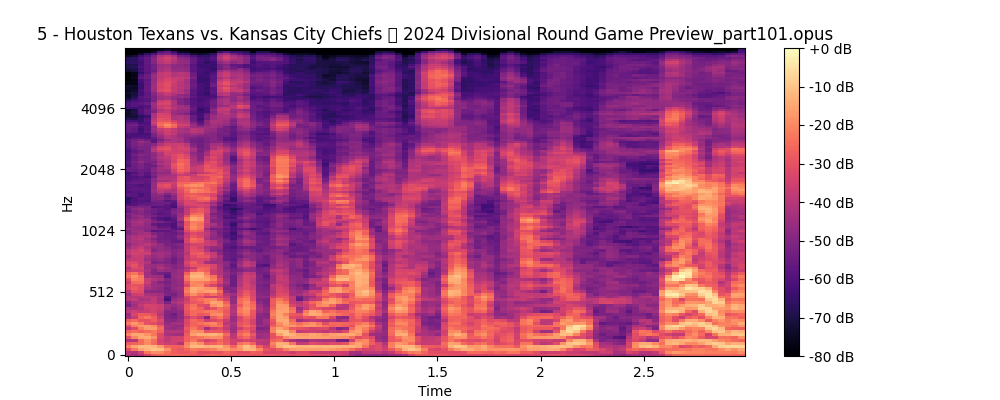 5 - Houston Texans vs. Kansas City Chiefs ▯ 2024 Divisional Round Game Preview_part101.opus
+0 dB
-10 dB
-20 dB
-30 dB
-40 dB
-50 dB
-60 dB
-70 dB
-80 dB
4096
2048
1024
512
0
Hz
0
0.5
1
1.5
2
2.5
Time